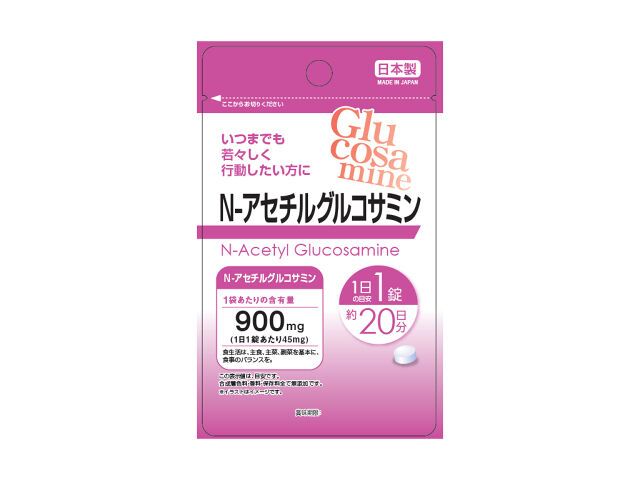 日本製
MADE IN JAPAN
ここからお切りください
いつまでも
若々しく
行動したい方に
Glu
cosa
mine
N-アセチルグルコサミン
N-Acetyl Glucosamine
N-アセチルグルコサミン
1袋あたりの含有量
900mg
(1日1錠あたり45mg)
食生活は、主食、主菜、副菜を基本に、
食事のバランスを。
1日の目安1錠
約20日分
この表示値は、目安です。
合成着色料・香料・保存料全て無添加です。
※イラストはイメージです。
賞味期限: